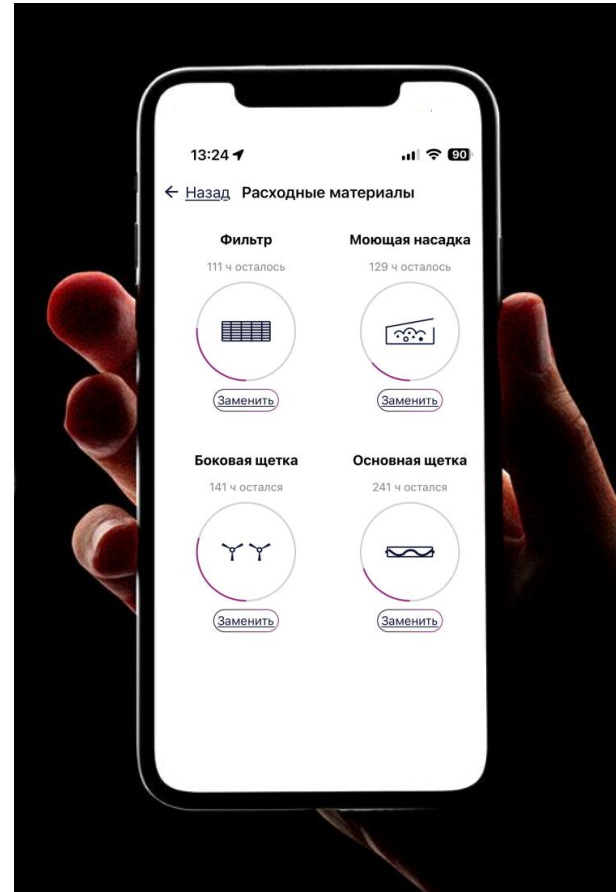 13:24
90
← Назад Расходные материалы
Фильтр
111 ч осталось
Заменить
Моющая насадка
129 ч осталось
Заменить
Боковая щетка
141 ч остался
Заменить
Основная щетка
241 ч остался
Заменить